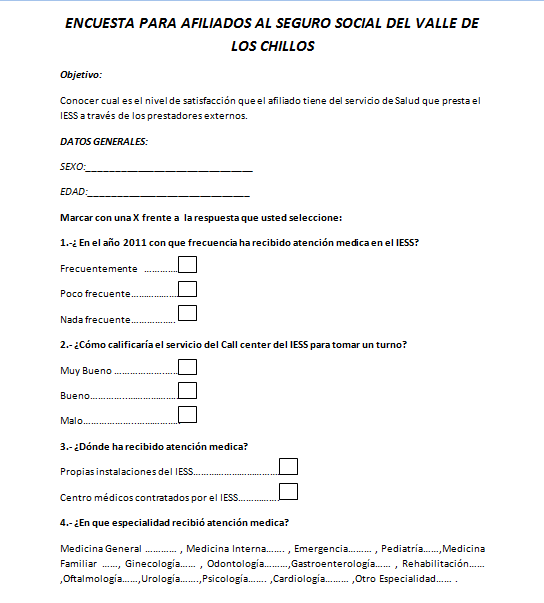 ENCUESTA PARA AFILIADOS AL SEGURO SOCIAL DEL VALLE DE
LOS CHILLOS
Objetivo:
Conocer cual es el nivel de satisfacción que el afiliado tiene del servicio de Salud que presta el
IESS a través de los prestadores externos.
DATOS GENERALES:
SEXO:________________________________
EDAD:_______________________________
Marcar con una X frente a la respuesta que usted seleccione:
1.-¿ En el año 2011 con que frecuencia ha recibido atención medica en el IESS?
Frecuentemente ............
Poco frecuente.................
Nada frecuente................
2.- ¿Cómo calificaría el servicio del Call center del IESS para tomar un turno?
Muy Bueno ........................
Bueno.................................
Malo...................................
3.- ¿Dónde ha recibido atención medica?
Propias instalaciones del IESS................................
Centro médicos contratados por el IESS...............
4.- ¿En que especialidad recibió atención medica?
Medicina General ............ , Medicina Interna....... , Emergencia......... , Pediatría......,Medicina
Familiar ......, Ginecología...... , Odontología.........,Gastroenterología...... , Rehabilitación......
,Oftalmología......,Urología.......,Psicología....... ,Cardiología......... ,Otro Especialidad...... .